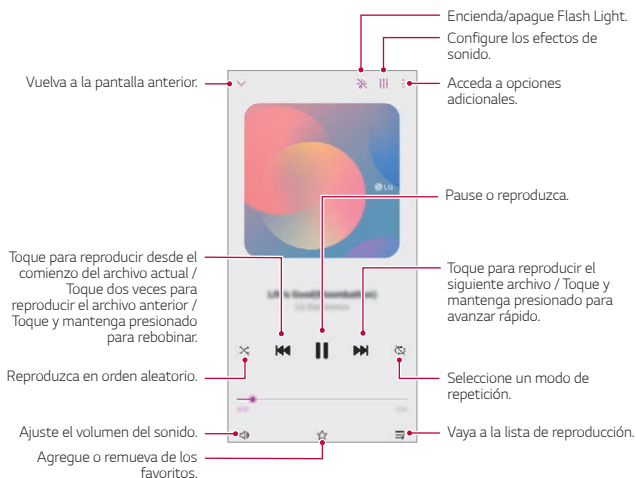 Encienda/apague Flash Light.
Configure los efectos de
sonido.
Vuelva a la pantalla anterior.
Acceda a opciones
adicionales.
LG
Pause o reproduzca.
Toque para reproducir desde el
comienzo del archivo actual /
Toque dos veces para
reproducir el archivo anterior /
Toque y mantenga presionado
para rebobinar.
Toque para reproducir el
siguiente archivo / Toque y
mantenga presionado para
avanzar rápido.
Reproduzca en orden aleatorio.
Seleccione un modo de
repetición.
Ajuste el volumen del sonido.
Vaya a la lista de reproducción.
Agregue o remueva de los
favoritos.